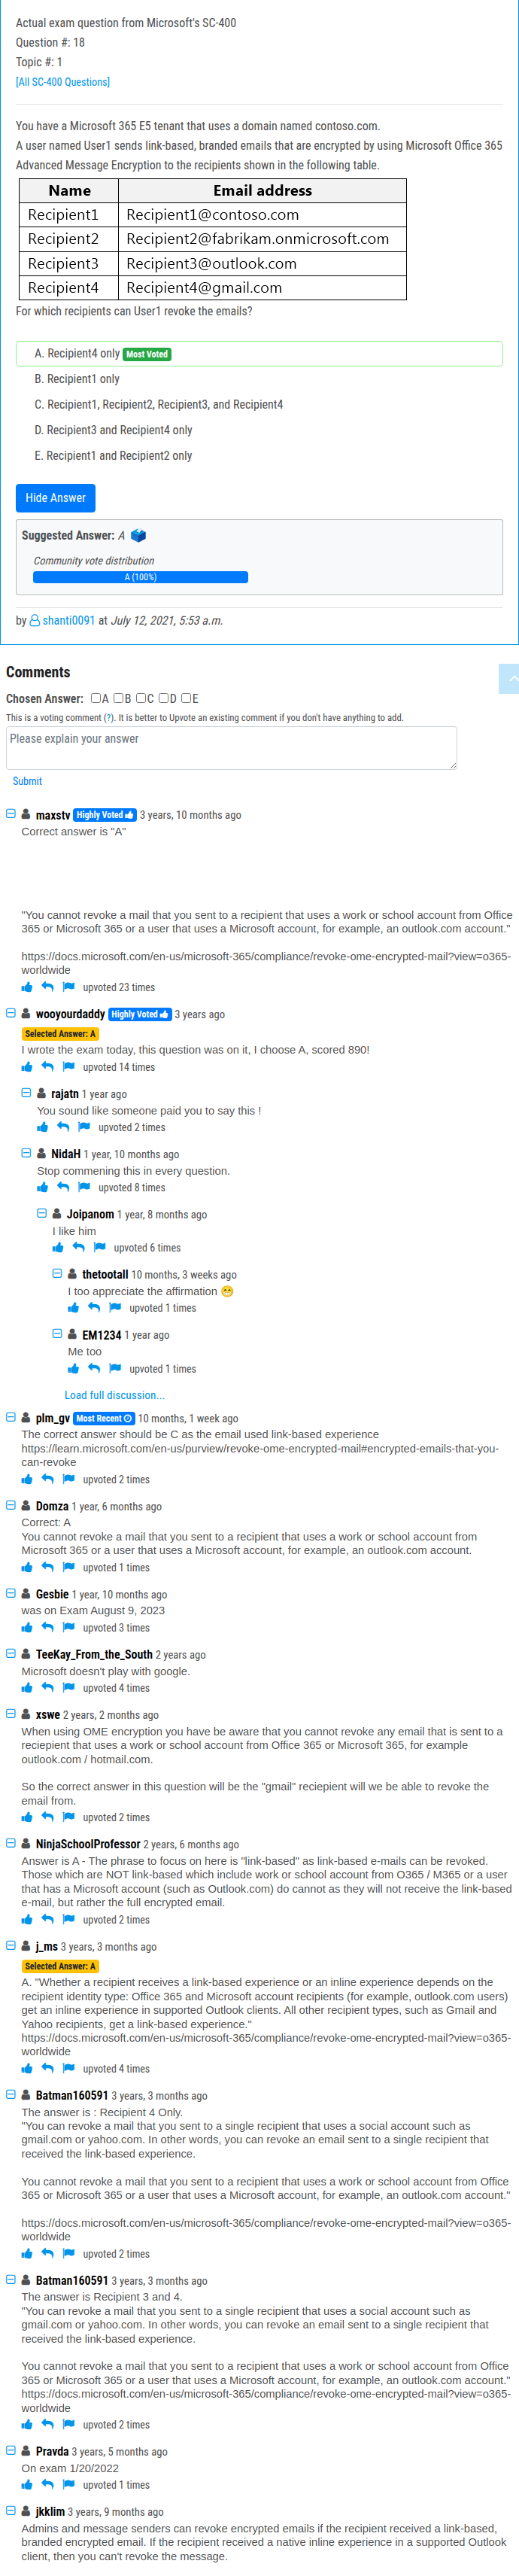 Actual exam question from Microsoft's SC-400
Question #: 18
Topic #: 1
[All SC-400 Questions]
You have a Microsoft 365 E5 tenant that uses a domain named contoso.com.
A user named User1 sends link-based, branded emails that are encrypted by using Microsoft Office 365
Advanced Message Encryption to the recipients shown in the following table.
Name Email address
Recipient1 Recipient1@contoso.com
Recipient2 Recipient2@fabrikam.onmicrosoft.com
Recipient3 Recipient3@outlook.com
Recipient4 Recipient4@gmail.com
For which recipients can User1 revoke the emails?
A. Recipient4 only Most Voted
B. Recipient1 only
C. Recipient1, Recipient2, Recipient3, and Recipient4
D. Recipient3 and Recipient4 only
E. Recipient1 and Recipient2 only
Hide Answer
Suggested Answer: A
Community vote distribution
A (100%)
by shanti0091 at July 12, 2021, 5:53 a.m.
Comments
Chosen Answer: A B C D E
This is a voting comment (?). It is better to Upvote an existing comment if you don't have anything to add.
Please explain your answer
Submit
maxstv Highly Voted 3 years, 10 months ago
Correct answer is "A"
"You cannot revoke a mail that you sent to a recipient that uses a work or school account from Office
365 or Microsoft 365 or a user that uses a Microsoft account, for example, an outlook.com account."
https://docs.microsoft.com/en-us/microsoft-365/compliance/revoke-ome-encrypted-mail?view=o365-
worldwide
upvoted 23 times
wooyourdaddy Highly Voted 3 years ago
Selected Answer: A
I wrote the exam today, this question was on it, I choose A, scored 890!
upvoted 14 times
rajatn 1 year ago
You sound like someone paid you to say this !
upvoted 2 times
NidaH 1 year, 10 months ago
Stop commening this in every question.
upvoted 8 times
Joipanom 1 year, 8 months ago
I like him
upvoted 6 times
thetootall 10 months, 3 weeks ago
I too appreciate the affirmation 😁
upvoted 1 times
EM1234 1 year ago
Me too
upvoted 1 times
Load full discussion...
plm_gv Most Recent 10 months, 1 week ago
The correct answer should be C as the email used link-based experience
https://learn.microsoft.com/en-us/purview/revoke-ome-encrypted-mail#encrypted-emails-that-you-
can-revoke
upvoted 2 times
Domza 1 year, 6 months ago
Correct: A
You cannot revoke a mail that you sent to a recipient that uses a work or school account from
Microsoft 365 or a user that uses a Microsoft account, for example, an outlook.com account.
upvoted 1 times
Gesbie 1 year, 10 months ago
was on Exam August 9, 2023
upvoted 3 times
TeeKay_From_the_South 2 years ago
Microsoft doesn't play with google.
upvoted 4 times
xswe 2 years, 2 months ago
When using OME encryption you have be aware that you cannot revoke any email that is sent to a
reciepient that uses a work or school account from Office 365 or Microsoft 365, for example
outlook.com / hotmail.com.
So the correct answer in this question will be the "gmail" reciepient will we be able to revoke the
email from.
upvoted 2 times
NinjaSchoolProfessor 2 years, 6 months ago
Answer is A - The phrase to focus on here is "link-based" as link-based e-mails can be revoked.
Those which are NOT link-based which include work or school account from O365 / M365 or a user
that has a Microsoft account (such as Outlook.com) do cannot as they will not receive the link-based
e-mail, but rather the full encrypted email.
upvoted 2 times
j_ms 3 years, 3 months ago
Selected Answer: A
A. "Whether a recipient receives a link-based experience or an inline experience depends on the
recipient identity type: Office 365 and Microsoft account recipients (for example, outlook.com users)
get an inline experience in supported Outlook clients. All other recipient types, such as Gmail and
Yahoo recipients, get a link-based experience."
https://docs.microsoft.com/en-us/microsoft-365/compliance/revoke-ome-encrypted-mail?view=o365-
worldwide
upvoted 4 times
Batman160591 3 years, 3 months ago
The answer is : Recipient 4 Only.
"You can revoke a mail that you sent to a single recipient that uses a social account such as
gmail.com or yahoo.com. In other words, you can revoke an email sent to a single recipient that
received the link-based experience.
You cannot revoke a mail that you sent to a recipient that uses a work or school account from Office
365 or Microsoft 365 or a user that uses a Microsoft account, for example, an outlook.com account."
https://docs.microsoft.com/en-us/microsoft-365/compliance/revoke-ome-encrypted-mail?view=o365-
worldwide
upvoted 2 times
Batman160591 3 years, 3 months ago
The answer is Recipient 3 and 4.
"You can revoke a mail that you sent to a single recipient that uses a social account such as
gmail.com or yahoo.com. In other words, you can revoke an email sent to a single recipient that
received the link-based experience.
You cannot revoke a mail that you sent to a recipient that uses a work or school account from Office
365 or Microsoft 365 or a user that uses a Microsoft account, for example, an outlook.com account."
https://docs.microsoft.com/en-us/microsoft-365/compliance/revoke-ome-encrypted-mail?view=o365-
worldwide
upvoted 2 times
Pravda 3 years, 5 months ago
On exam 1/20/2022
upvoted 1 times
jkklim 3 years, 9 months ago
Admins and message senders can revoke encrypted emails if the recipient received a link-based,
branded encrypted email. If the recipient received a native inline experience in a supported Outlook
client, then you can't revoke the message.